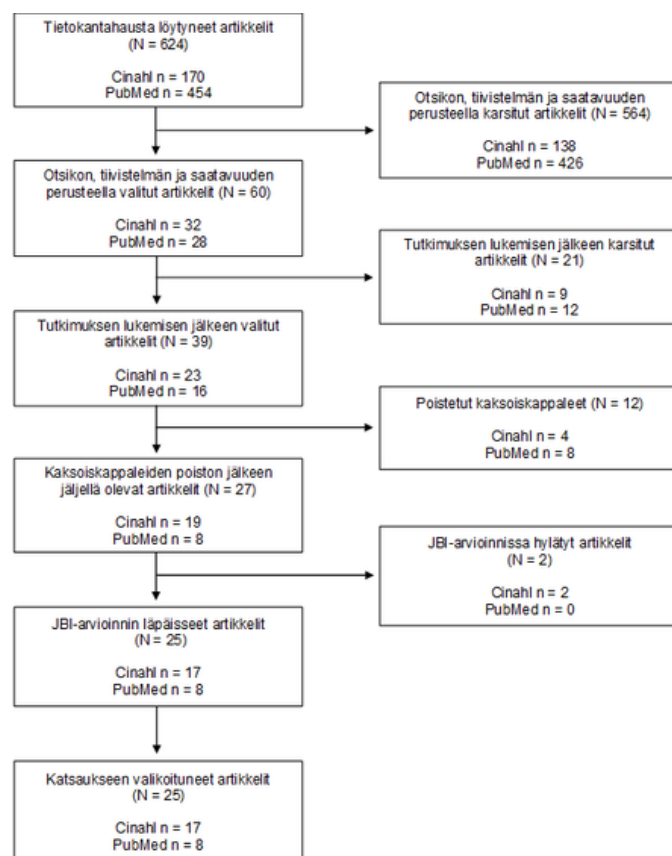 Tietokantahausta löytyneet artikkelit
(N = 624)
Cinahl n = 170
PubMed n = 454
Otsikon, tiivistelmän ja saatavuuden
perusteella karsitut artikkelit (N = 564)
Cinahl n = 138
PubMed n = 426
Otsikon, tiivistelmän ja saatavuuden
perusteella valitut artikkelit (N = 60)
Cinahl n = 32
PubMed n = 28
Tutkimuksen lukemisen jälkeen karsitut
artikkelit (N = 21)
Cinahl n = 9
PubMed n = 12
Tutkimuksen lukemisen jälkeen valitut
artikkelit (N = 39)
Cinahl n = 23
PubMed n = 16
Poistetut kaksoiskappaleet (N = 12)
Cinahl n = 4
PubMed n = 8
Kaksoiskappaleiden poiston jälkeen
jäljellä olevat artikkelit (N = 27)
Cinahl n = 19
PubMed n = 8
JBI-arvioinnissa hylätyt artikkelit
(N = 2)
Cinahl n = 2
PubMed n = 0
JBI-arvioinnin läpäisseet artikkelit
(N = 25)
Cinahl n = 17
PubMed n = 8
Katsaukseen valikoituneet artikkelit
(N = 25)
Cinahl n = 17
PubMed n = 8